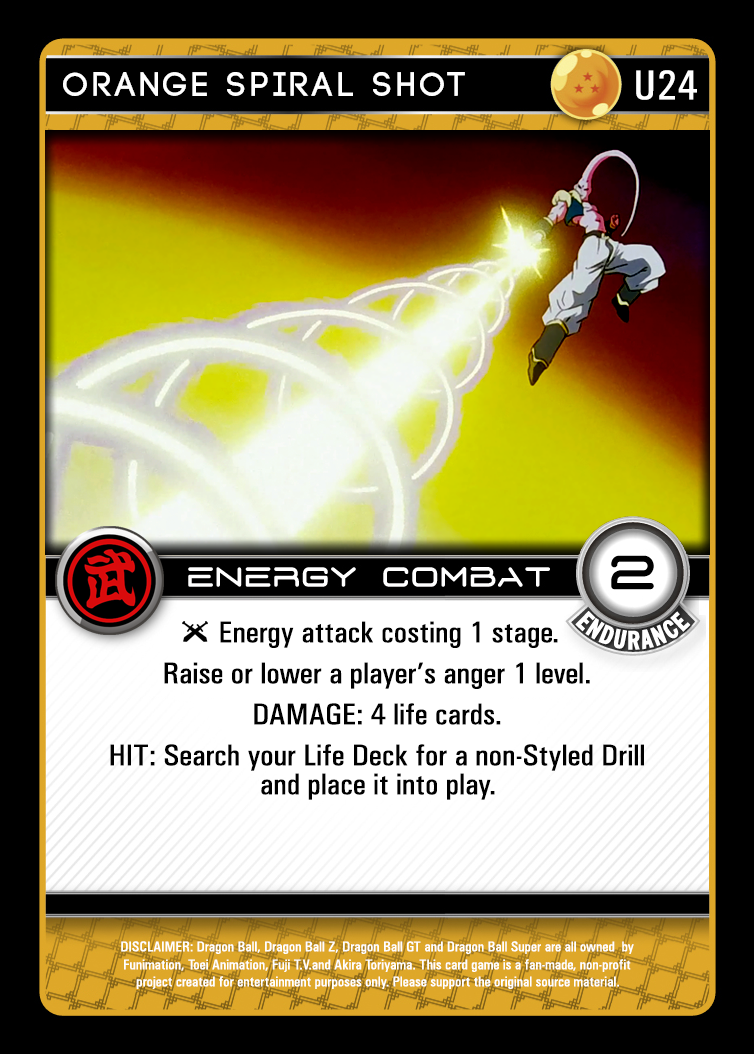 ORANGE SPIRAL SHOT
U24
武
ENERGY COMBAT
2
ENDURANCE
Energy attack costing 1 stage.
Raise or lower a player's anger 1 level.
DAMAGE: 4 life cards.
HIT: Search your Life Deck for a non-Styled Drill
and place it into play.
DISCLAIMER: Dragon Ball, Dragon Ball Z, Dragon Ball GT and Dragon Ball Super are all owned by
Funimation, Toei Animation, Fuji T.V.and Akira Toriyama. This card game is a fan-made, non-profit
project created for entertainment purposes only. Please support the original source material.